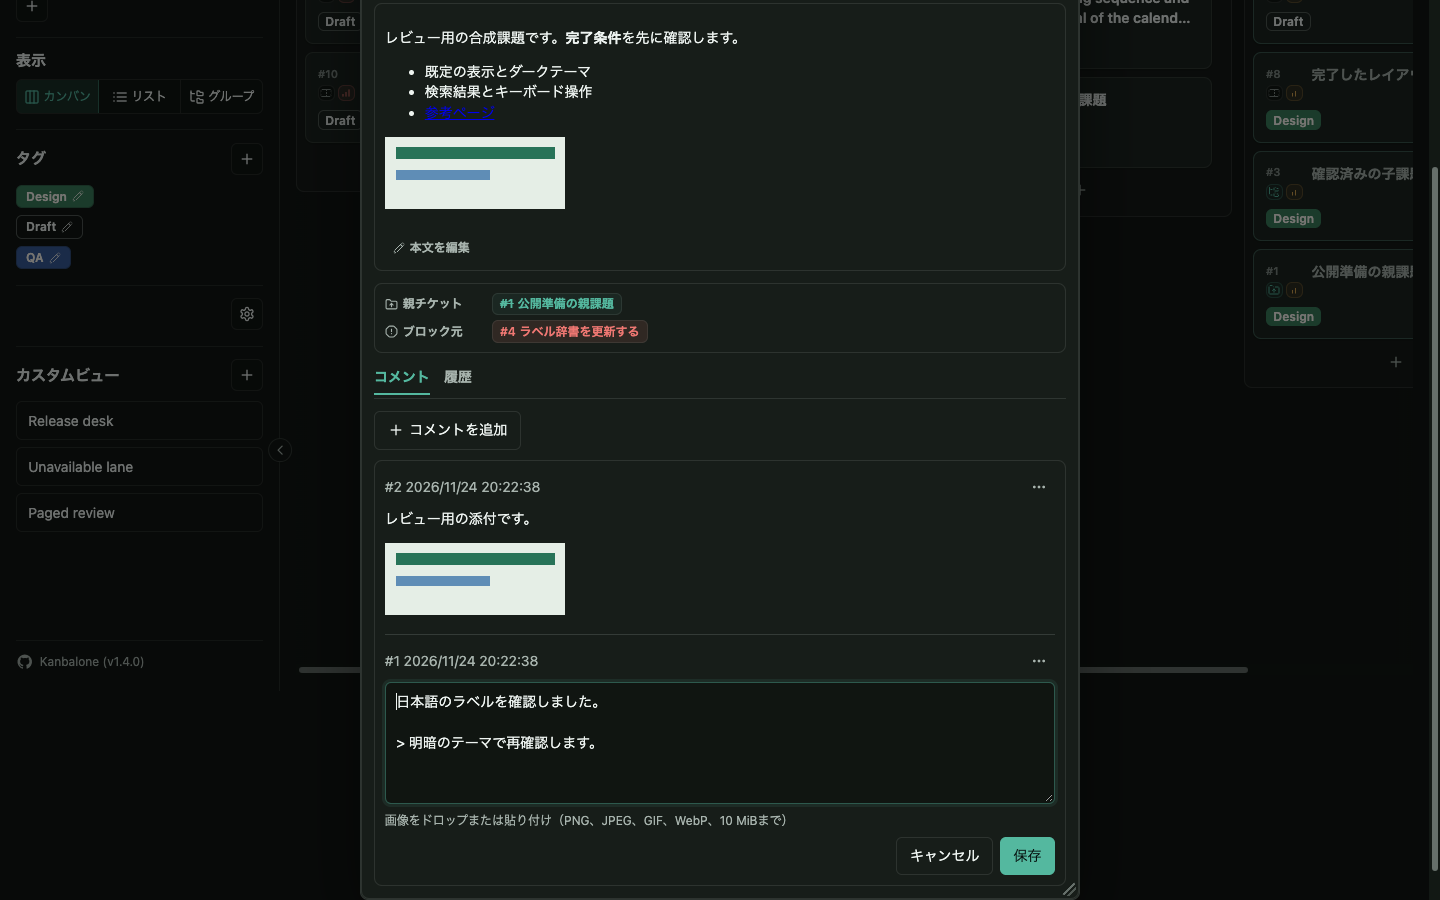 表示
カンバン
リスト
グループ
タグ
Design
Draft
QA
カスタムビュー
Release desk
Unavailable lane
Paged review
Kanbalone (v1.4.0)
Draft
#10
Draft
レビュー用の合成課題です。完了条件を先に確認します。
既定の表示とダークテーマ
検索結果とキーボード操作
参考ページ
本文を編集
親チケット
#1 公開準備の親課題
ブロック元
#4 ラベル辞書を更新する
コメント
履歴
コメントを追加
#2 2026/11/24 20:22:38
レビュー用の添付です。
#1 2026/11/24 20:22:38
日本語のラベルを確認しました。
> 明暗のテーマで再確認します。
画像をドロップまたは貼り付け（PNG、JPEG、GIF、WebP、10 MiBまで）
キャンセル
保存
sequence and
al of the calend...
課題
Draft
#8
完了したレイア
Design
#3
確認済みの子課
Design
#1
公開準備の親課
Design